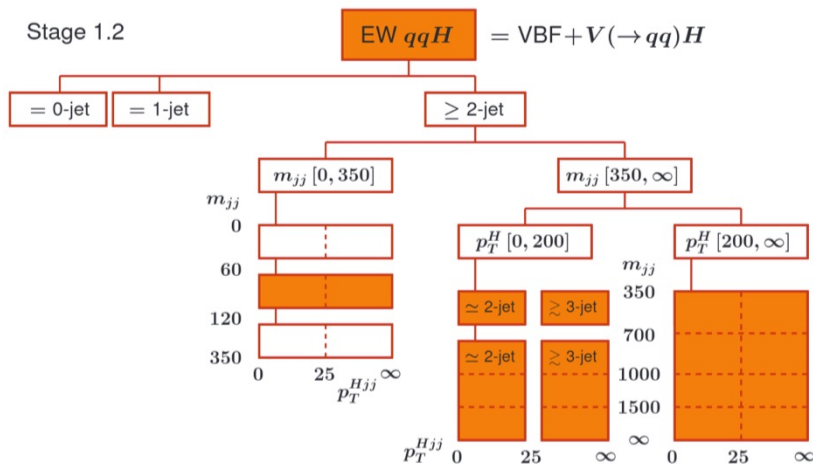 Stage 1.2
EW qqH = VBF+V(→qq)H
= 0-jet
= 1-jet
≥ 2-jet
m_jj [0, 350]
m_jj [350, ∞]
m_jj
0
60
120
350
0 25 ∞
p_T^Hjj
p_T^H [0, 200]
p_T^H [200, ∞]
m_jj
350
700
1000
1500
∞
≃ 2-jet
≳ 3-jet
≃ 2-jet
≳ 3-jet
p_T^Hjj 0 25 ∞
0 25 ∞